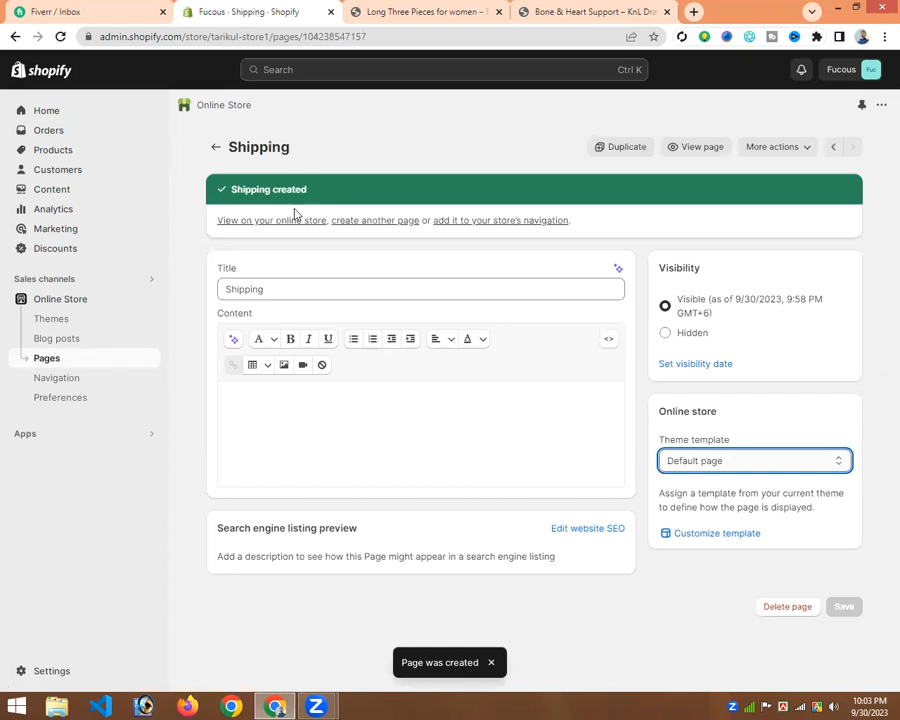 Fiverr / Inbox
Fucous · Shipping · Shopify
Long Three Pieces for women – F
Bone & Heart Support – KnL Dra
admin.shopify.com/store/tarikul-store1/pages/104238547157
shopify
Search
Ctrl K
Fucous
Fuc
Home
Orders
Products
Customers
Content
Analytics
Marketing
Discounts
Sales channels
Online Store
Themes
Blog posts
Pages
Navigation
Preferences
Apps
Settings
Online Store
Shipping
Duplicate
View page
More actions
Shipping created
View on your online store, create another page or add it to your store's navigation.
Title
Shipping
Content
A
B
I
U
A
<>
Search engine listing preview
Edit website SEO
Add a description to see how this Page might appear in a search engine listing
Visibility
Visible (as of 9/30/2023, 9:58 PM
GMT+6)
Hidden
Set visibility date
Online store
Theme template
Default page
Assign a template from your current theme
to define how the page is displayed.
Customize template
Delete page
Save
Page was created
10:03 PM
9/30/2023